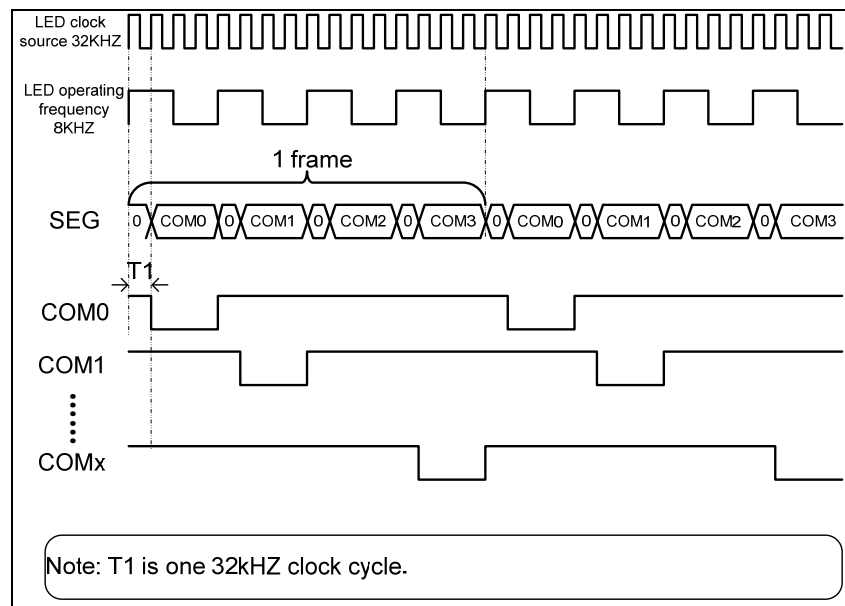 LED clock
source 32KHZ
LED operating
frequency
8KHZ
1 frame
SEG
0 COM0 0 COM1 0 COM2 0 COM3 0 COM0 0 COM1 0 COM2 0 COM3
T1
COM0
COM1
COMx
Note: T1 is one 32kHZ clock cycle.